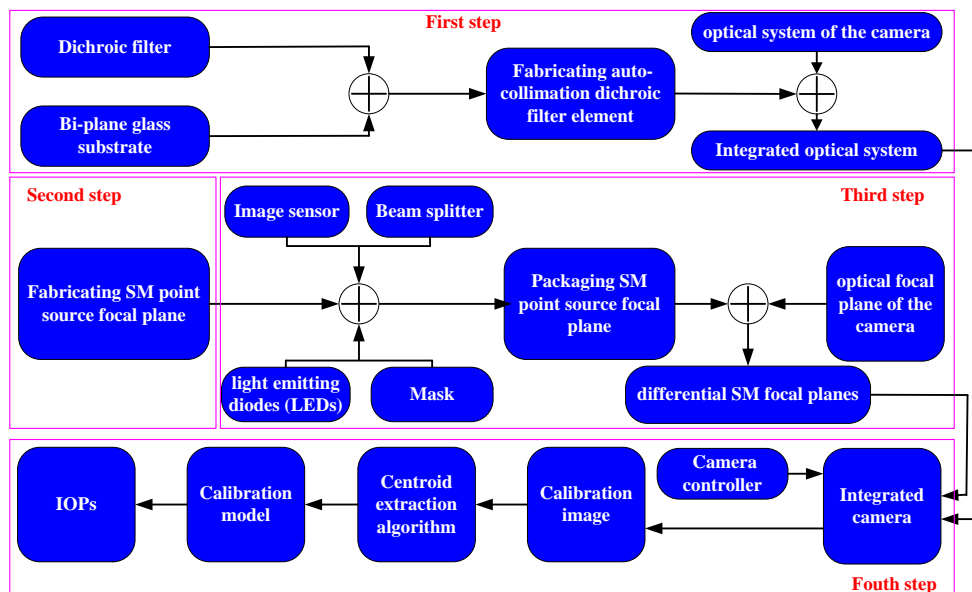 First step
Dichroic filter
Bi-plane glass
substrate
Fabricating auto-
collimation dichroic
filter element
optical system of the camera
Integrated optical system
Second step
Fabricating SM point
source focal plane
Third step
Image sensor
Beam splitter
light emitting
diodes (LEDs)
Mask
Packaging SM
point source focal
plane
optical focal
plane of the
camera
differential SM focal planes
IOPs
Calibration
model
Centroid
extraction
algorithm
Calibration
image
Camera
controller
Integrated
camera
Fouth step